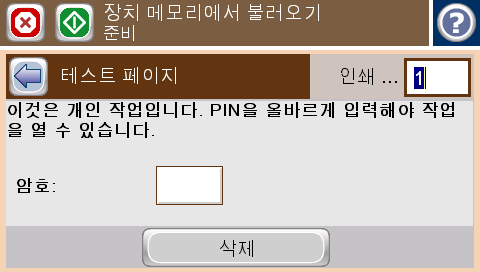 장치 메모리에서 불러오기
준비
테스트 페이지
인쇄 ... 1
이것은 개인 작업입니다. PIN을 올바르게 입력해야 작업
을 열 수 있습니다.
암호:
삭제